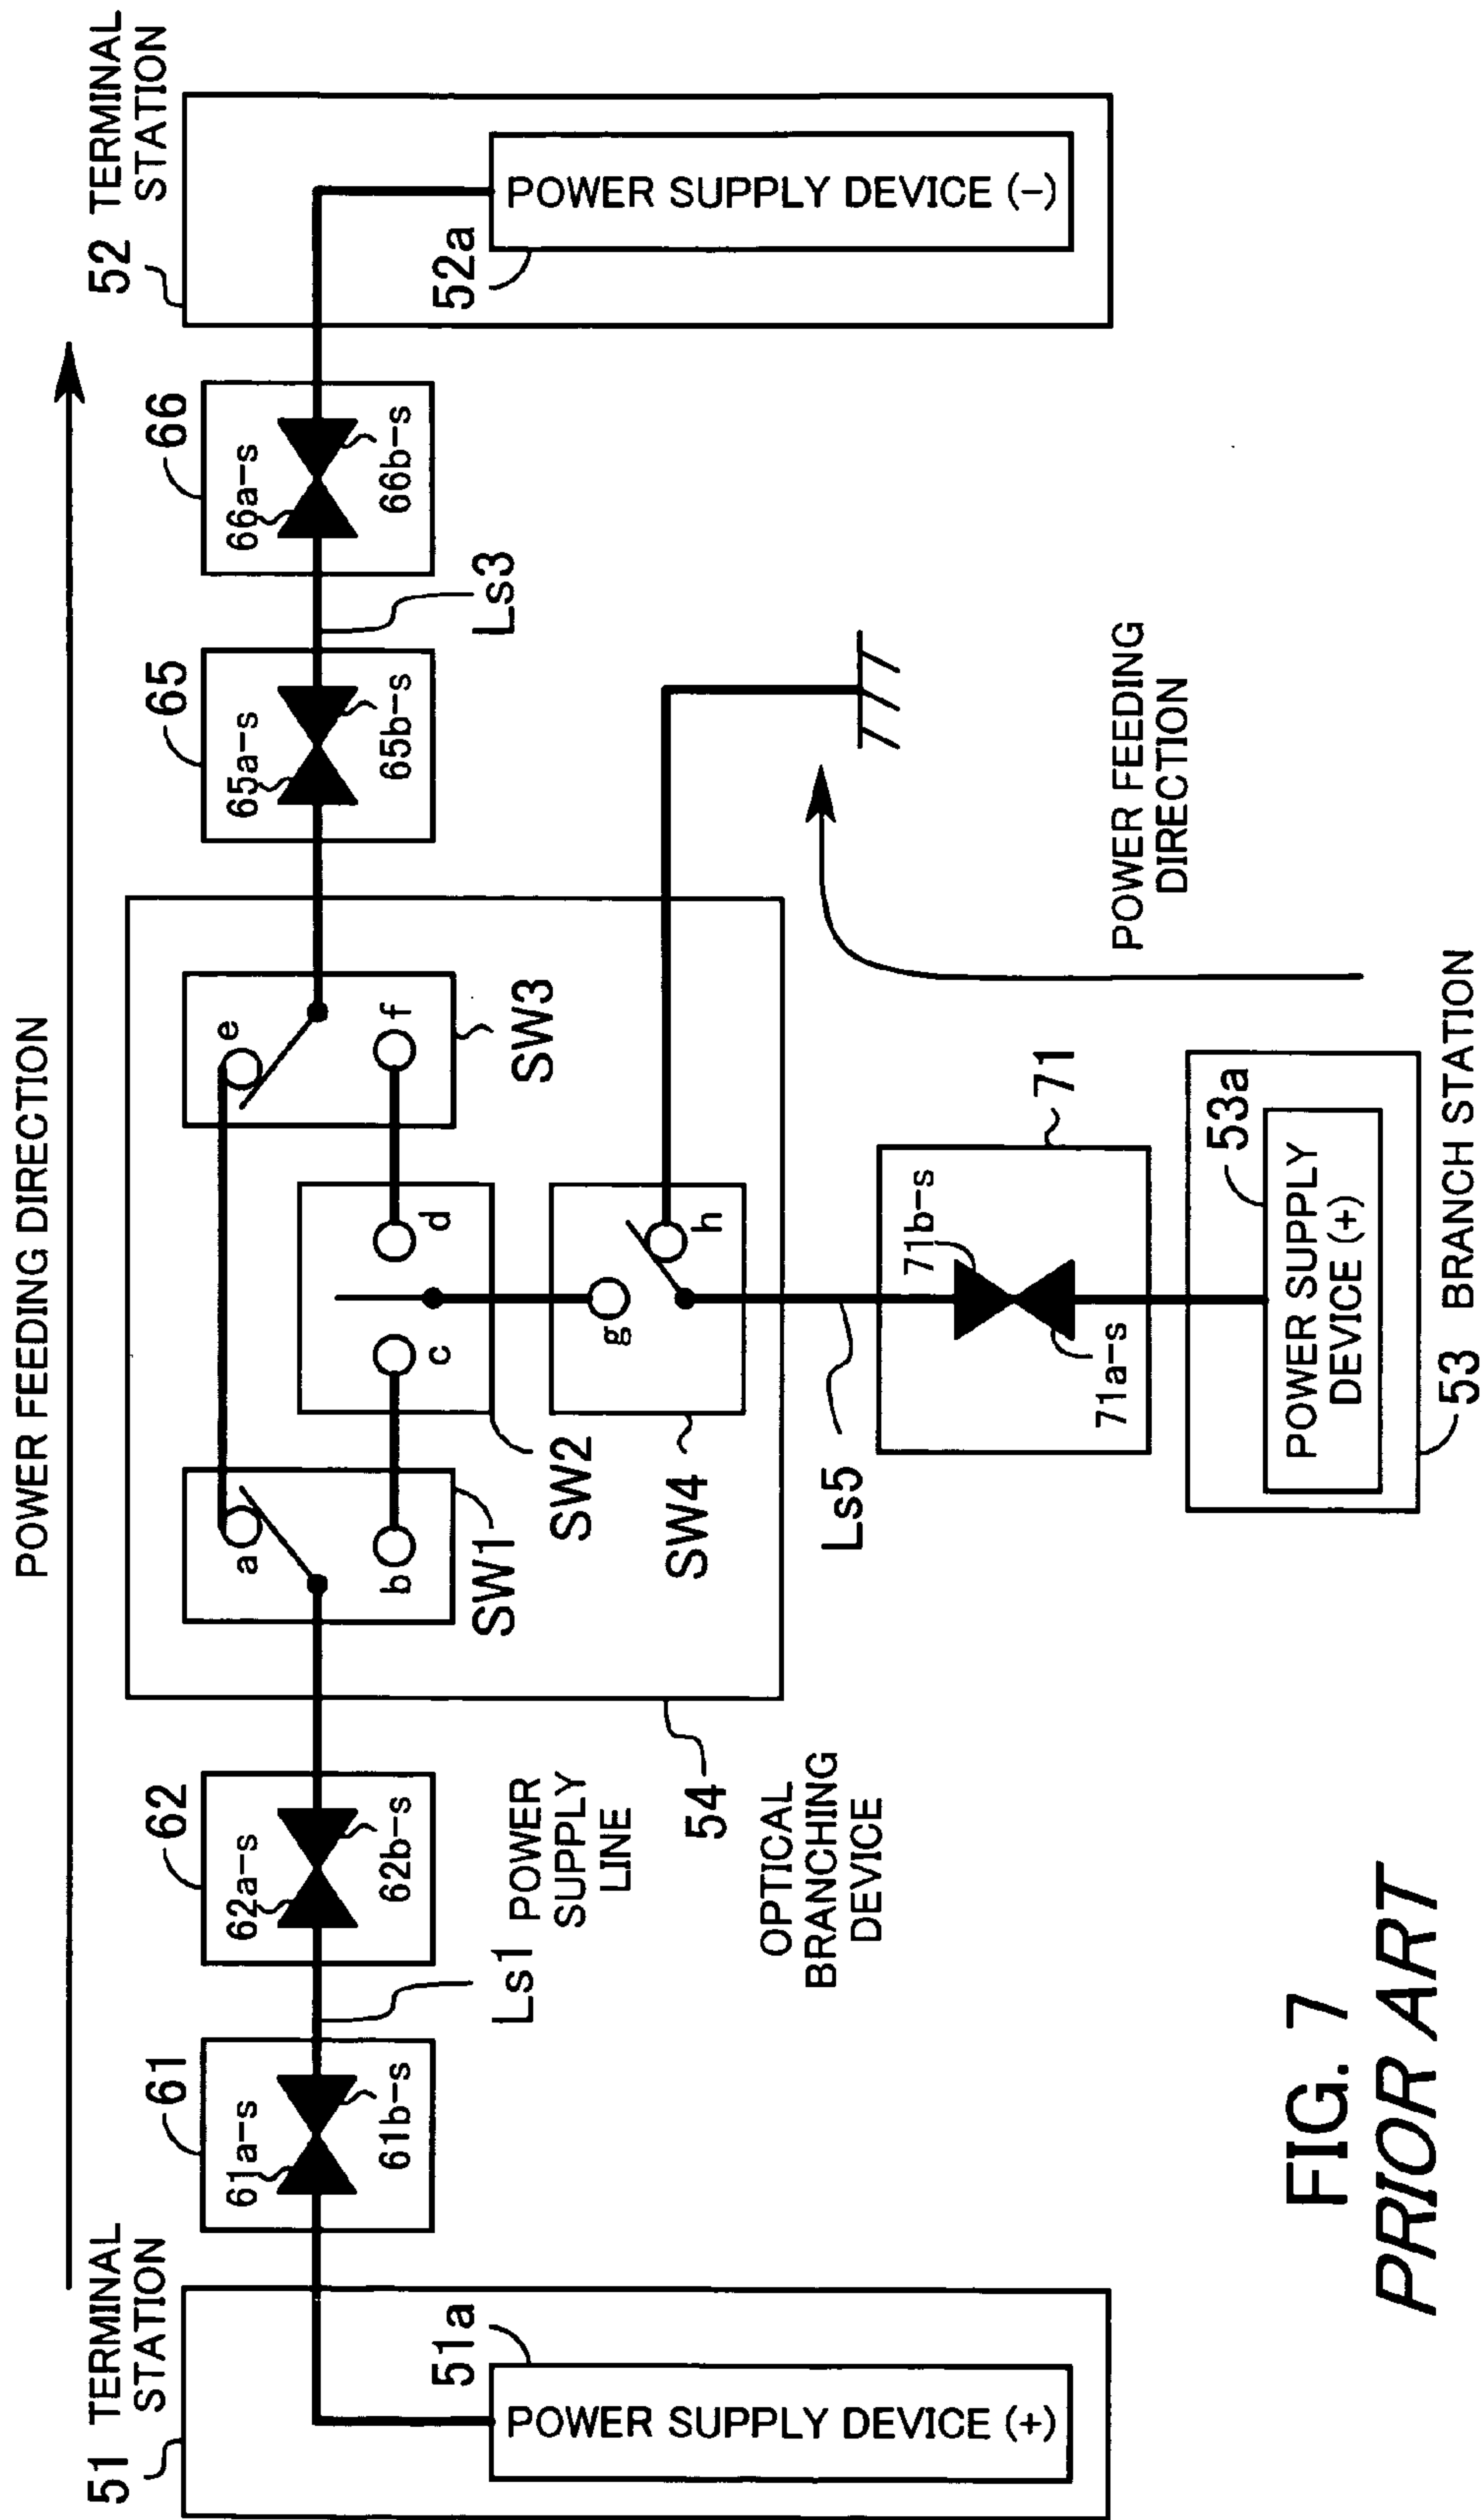 POWER FEEDING DIRECTION
51 TERMINAL
STATION
51a
POWER SUPPLY DEVICE (+)
61
61a-s
61b-s
Ls1 POWER
SUPPLY
LINE
62
62a-s
62b-s
54
OPTICAL
BRANCHING
DEVICE
SW1
a
b
SW2
c
d
SW3
e
f
SW4
g
h
65
65a-s
65b-s
Ls3
66
66a-s
66b-s
52 TERMINAL
STATION
52a
POWER SUPPLY DEVICE (-)
Ls5
71
71b-s
71a-s
POWER FEEDING
DIRECTION
53a
POWER SUPPLY
DEVICE (+)
53 BRANCH STATION
FIG. 7
PRIOR ART